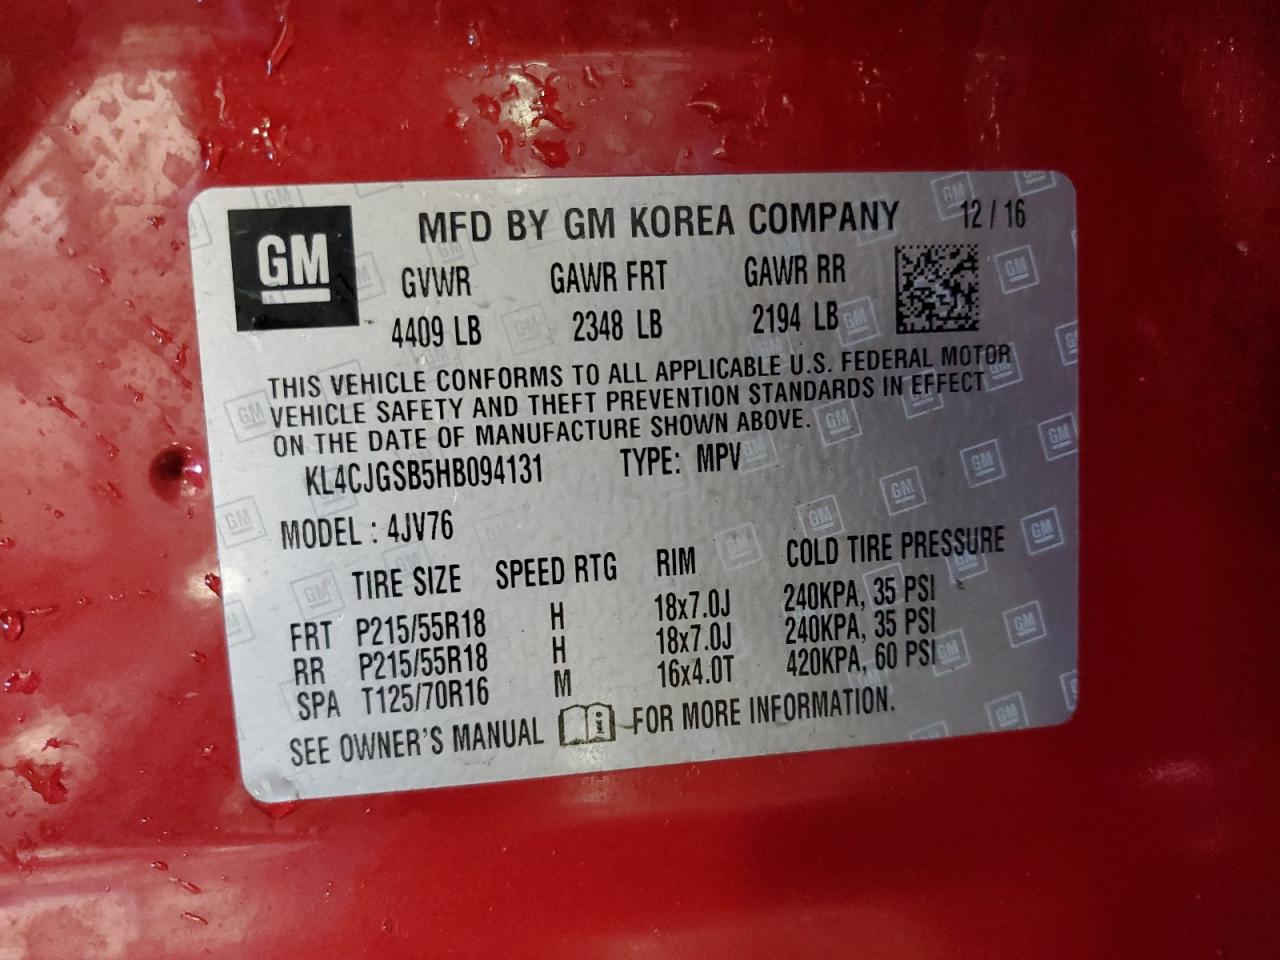 GM
MFD BY GM KOREA COMPANY 12 / 16
GVWR GAWR FRT GAWR RR
4409 LB 2348 LB 2194 LB
THIS VEHICLE CONFORMS TO ALL APPLICABLE U.S. FEDERAL MOTOR
VEHICLE SAFETY AND THEFT PREVENTION STANDARDS IN EFFECT
ON THE DATE OF MANUFACTURE SHOWN ABOVE.
KL4CJGSB5HB094131 TYPE: MPV
MODEL : 4JV76
TIRE SIZE SPEED RTG RIM COLD TIRE PRESSURE
FRT P215/55R18 H 18x7.0J 240KPA, 35 PSI
RR P215/55R18 H 18x7.0J 240KPA, 35 PSI
SPA T125/70R16 M 16x4.0T 420KPA, 60 PSI
SEE OWNER'S MANUAL FOR MORE INFORMATION.